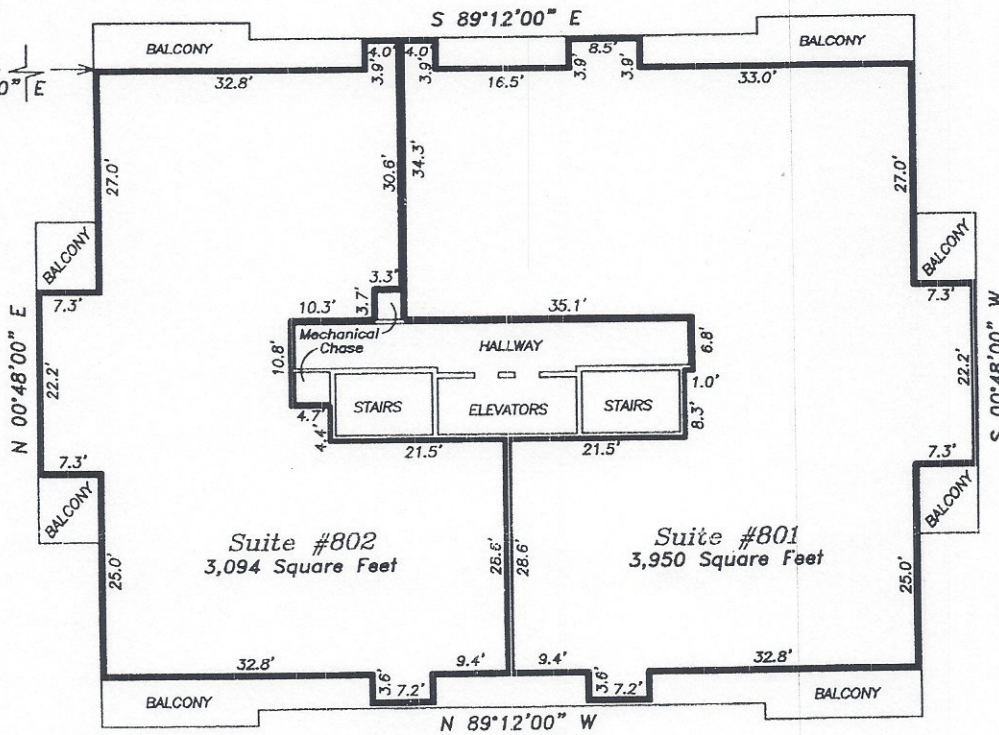 S 89°12'00" E
BALCONY
4.0' 4.0'
8.5'
BALCONY
0" E
32.8'
3.9' 3.9'
16.5'
3.9' 3.9'
33.0'
27.0'
30.6'
34.3'
27.0'
BALCONY
BALCONY
7.3'
3.3'
3.7'
7.3'
10.3'
35.1'
N 00°48'00" E
22.2'
10.8'
Mechanical
Chase
HALLWAY
6.8'
1.0'
22.2'
S 00°48'00" W
4.7'
4.4'
STAIRS
ELEVATORS
STAIRS
8.3'
21.5'
21.5'
7.3'
7.3'
BALCONY
BALCONY
Suite #802
3,094 Square Feet
Suite #801
3,950 Square Feet
25.0'
28.6'
28.6'
25.0'
32.8'
9.4'
9.4'
32.8'
3.6'
7.2'
3.6'
7.2'
BALCONY
BALCONY
N 89°12'00" W